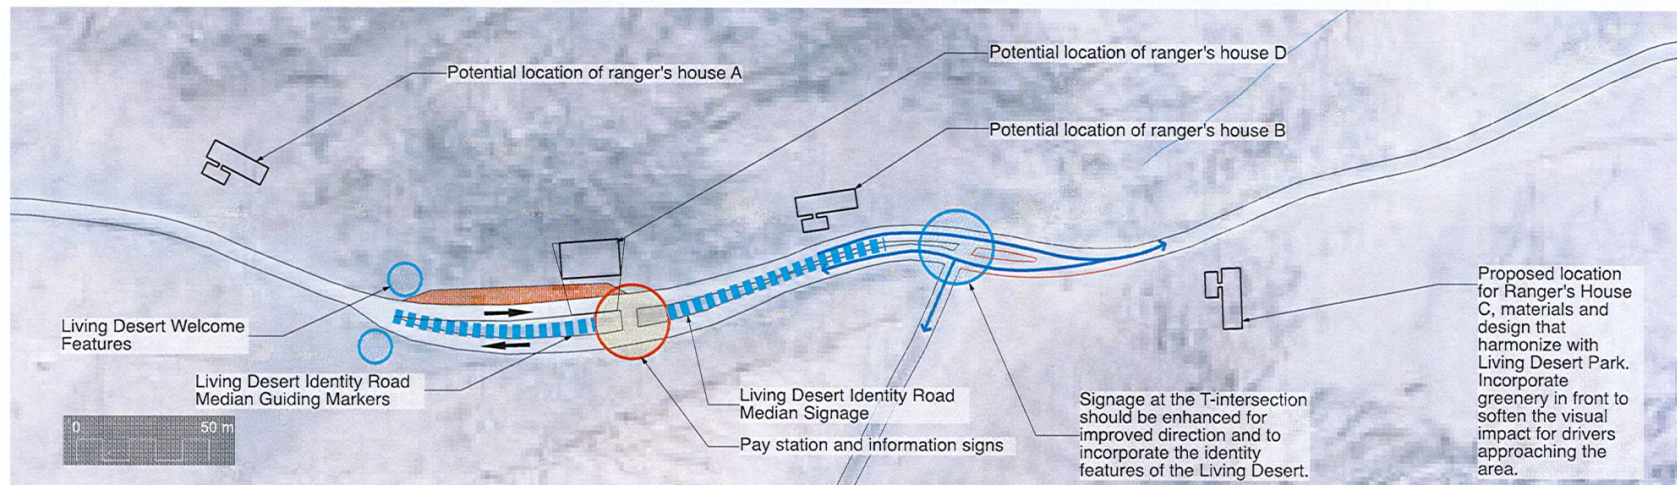 Potential location of ranger's house D
Potential location of ranger's house A
Potential location of ranger's house B
Living Desert Welcome
Features
Living Desert Identity Road
Median Guiding Markers
Living Desert Identity Road
Median Signage
Pay station and information signs
Signage at the T-intersection
should be enhanced for
improved direction and to
incorporate the identity
features of the Living Desert.
Proposed location
for Ranger's House
C, materials and
design that
harmonize with
Living Desert Park.
Incorporate
greenery in front to
soften the visual
impact for drivers
approaching the
area.
0 50 m